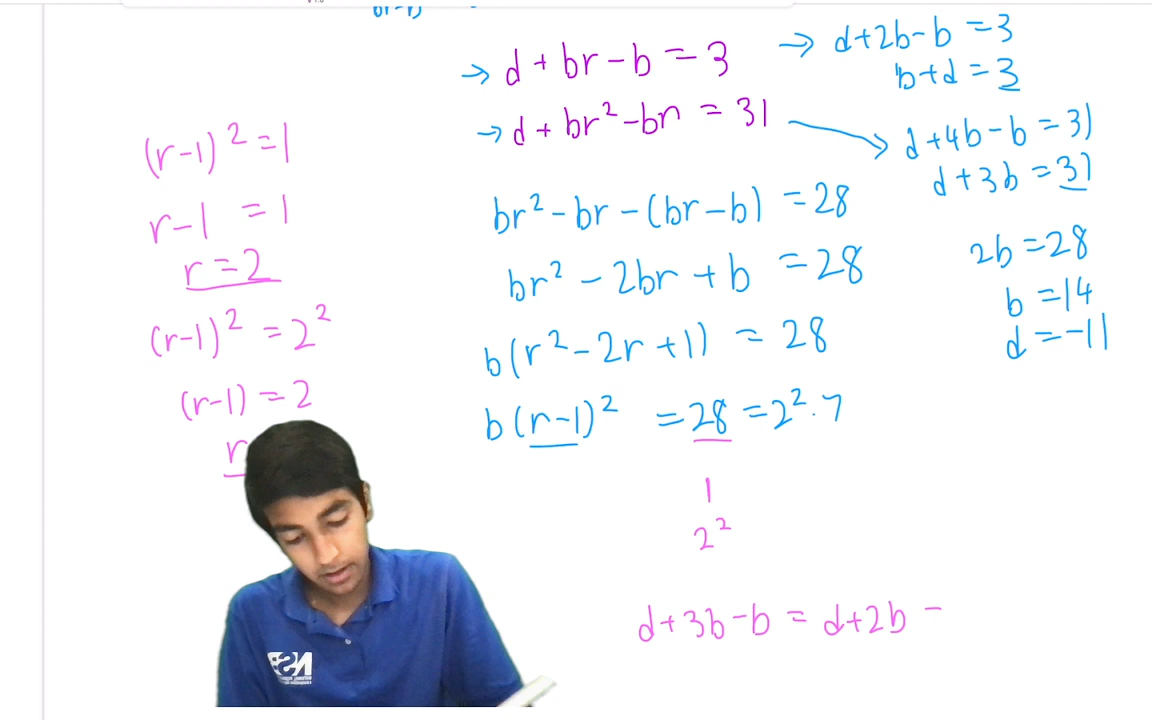 → d + br - b = 3
→ d + br² - br = 31
br² - br - (br - b) = 28
br² - 2br + b = 28
b(r² - 2r + 1) = 28
b(r-1)² = 28 = 2² · 7
1
2²
d + 3b - b = d + 2b -
→ d + 2b - b = 3
b + d = 3
d + 4b - b = 31
d + 3b = 31
2b = 28
b = 14
d = -11
(r-1)² = 1
r - 1 = 1
r = 2
(r-1)² = 2²
(r-1) = 2
r